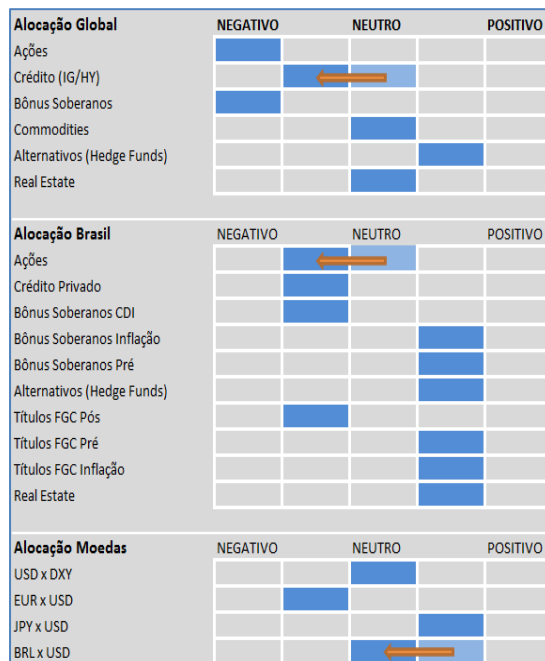 Alocação Global NEGATIVO NEUTRO POSITIVO
Ações
Crédito (IG/HY)
Bônus Soberanos
Commodities
Alternativos (Hedge Funds)
Real Estate
Alocação Brasil NEGATIVO NEUTRO POSITIVO
Ações
Crédito Privado
Bônus Soberanos CDI
Bônus Soberanos Inflação
Bônus Soberanos Pré
Alternativos (Hedge Funds)
Títulos FGC Pós
Títulos FGC Pré
Títulos FGC Inflação
Real Estate
Alocação Moedas NEGATIVO NEUTRO POSITIVO
USD x DXY
EUR x USD
JPY x USD
BRL x USD